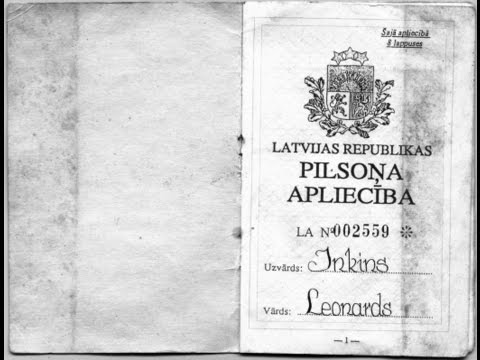 Šajā apliecībā
8 lappuses
LATVIJAS REPUBLIKAS
PILSOŅA
APLIECĪBA
LA Nº002559 ※
Uzvārds: Inkins
Vārds: Leonards
—1—